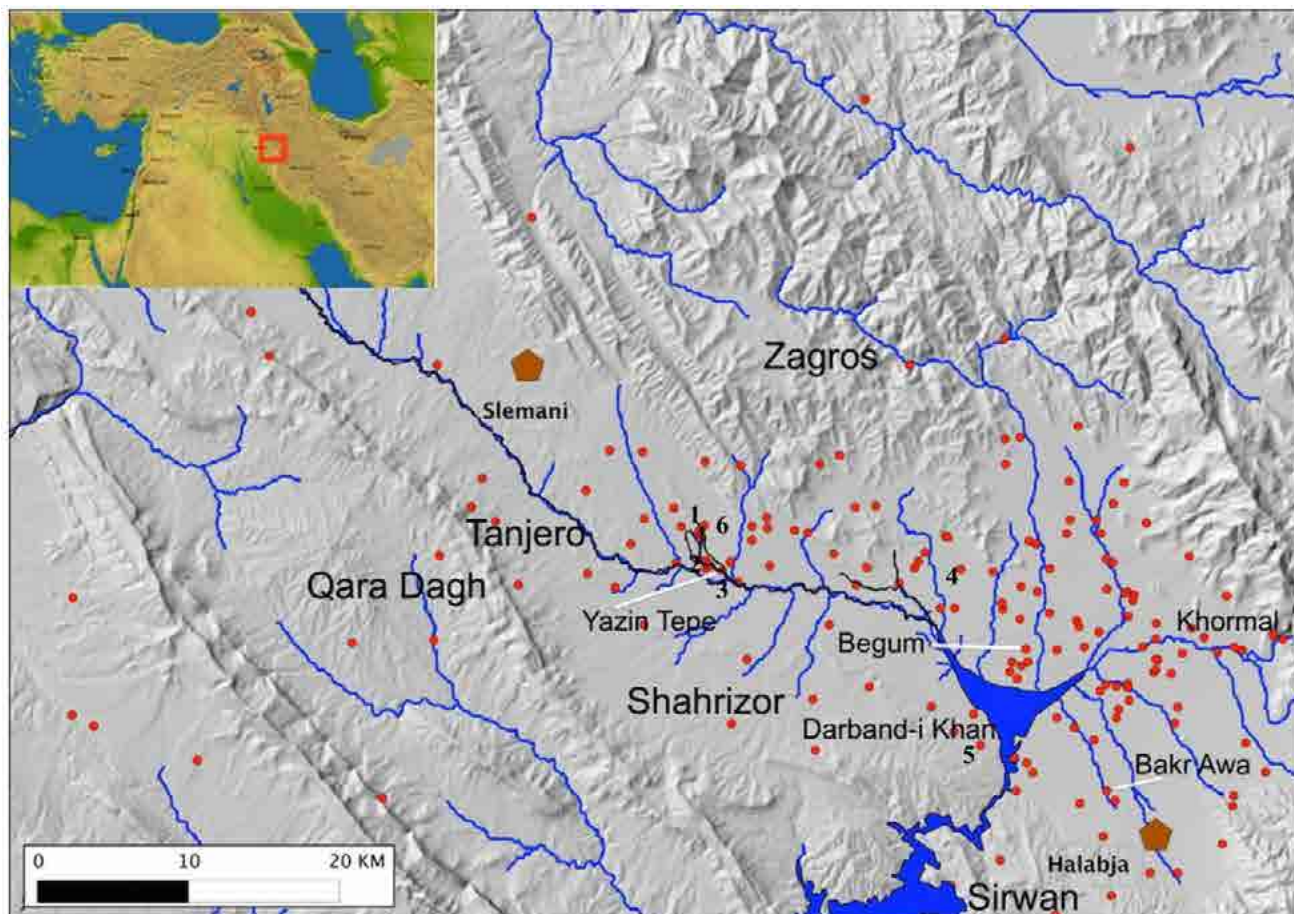 Zagros
Slemani
1
6
Tanjero
2
Qara Dagh
3
4
Yazin Tepe
Khormal
Begum
Shahrizor
Darband-i Khan
5
Bakr Awa
0 10 20 KM
Halabja
Sirwan